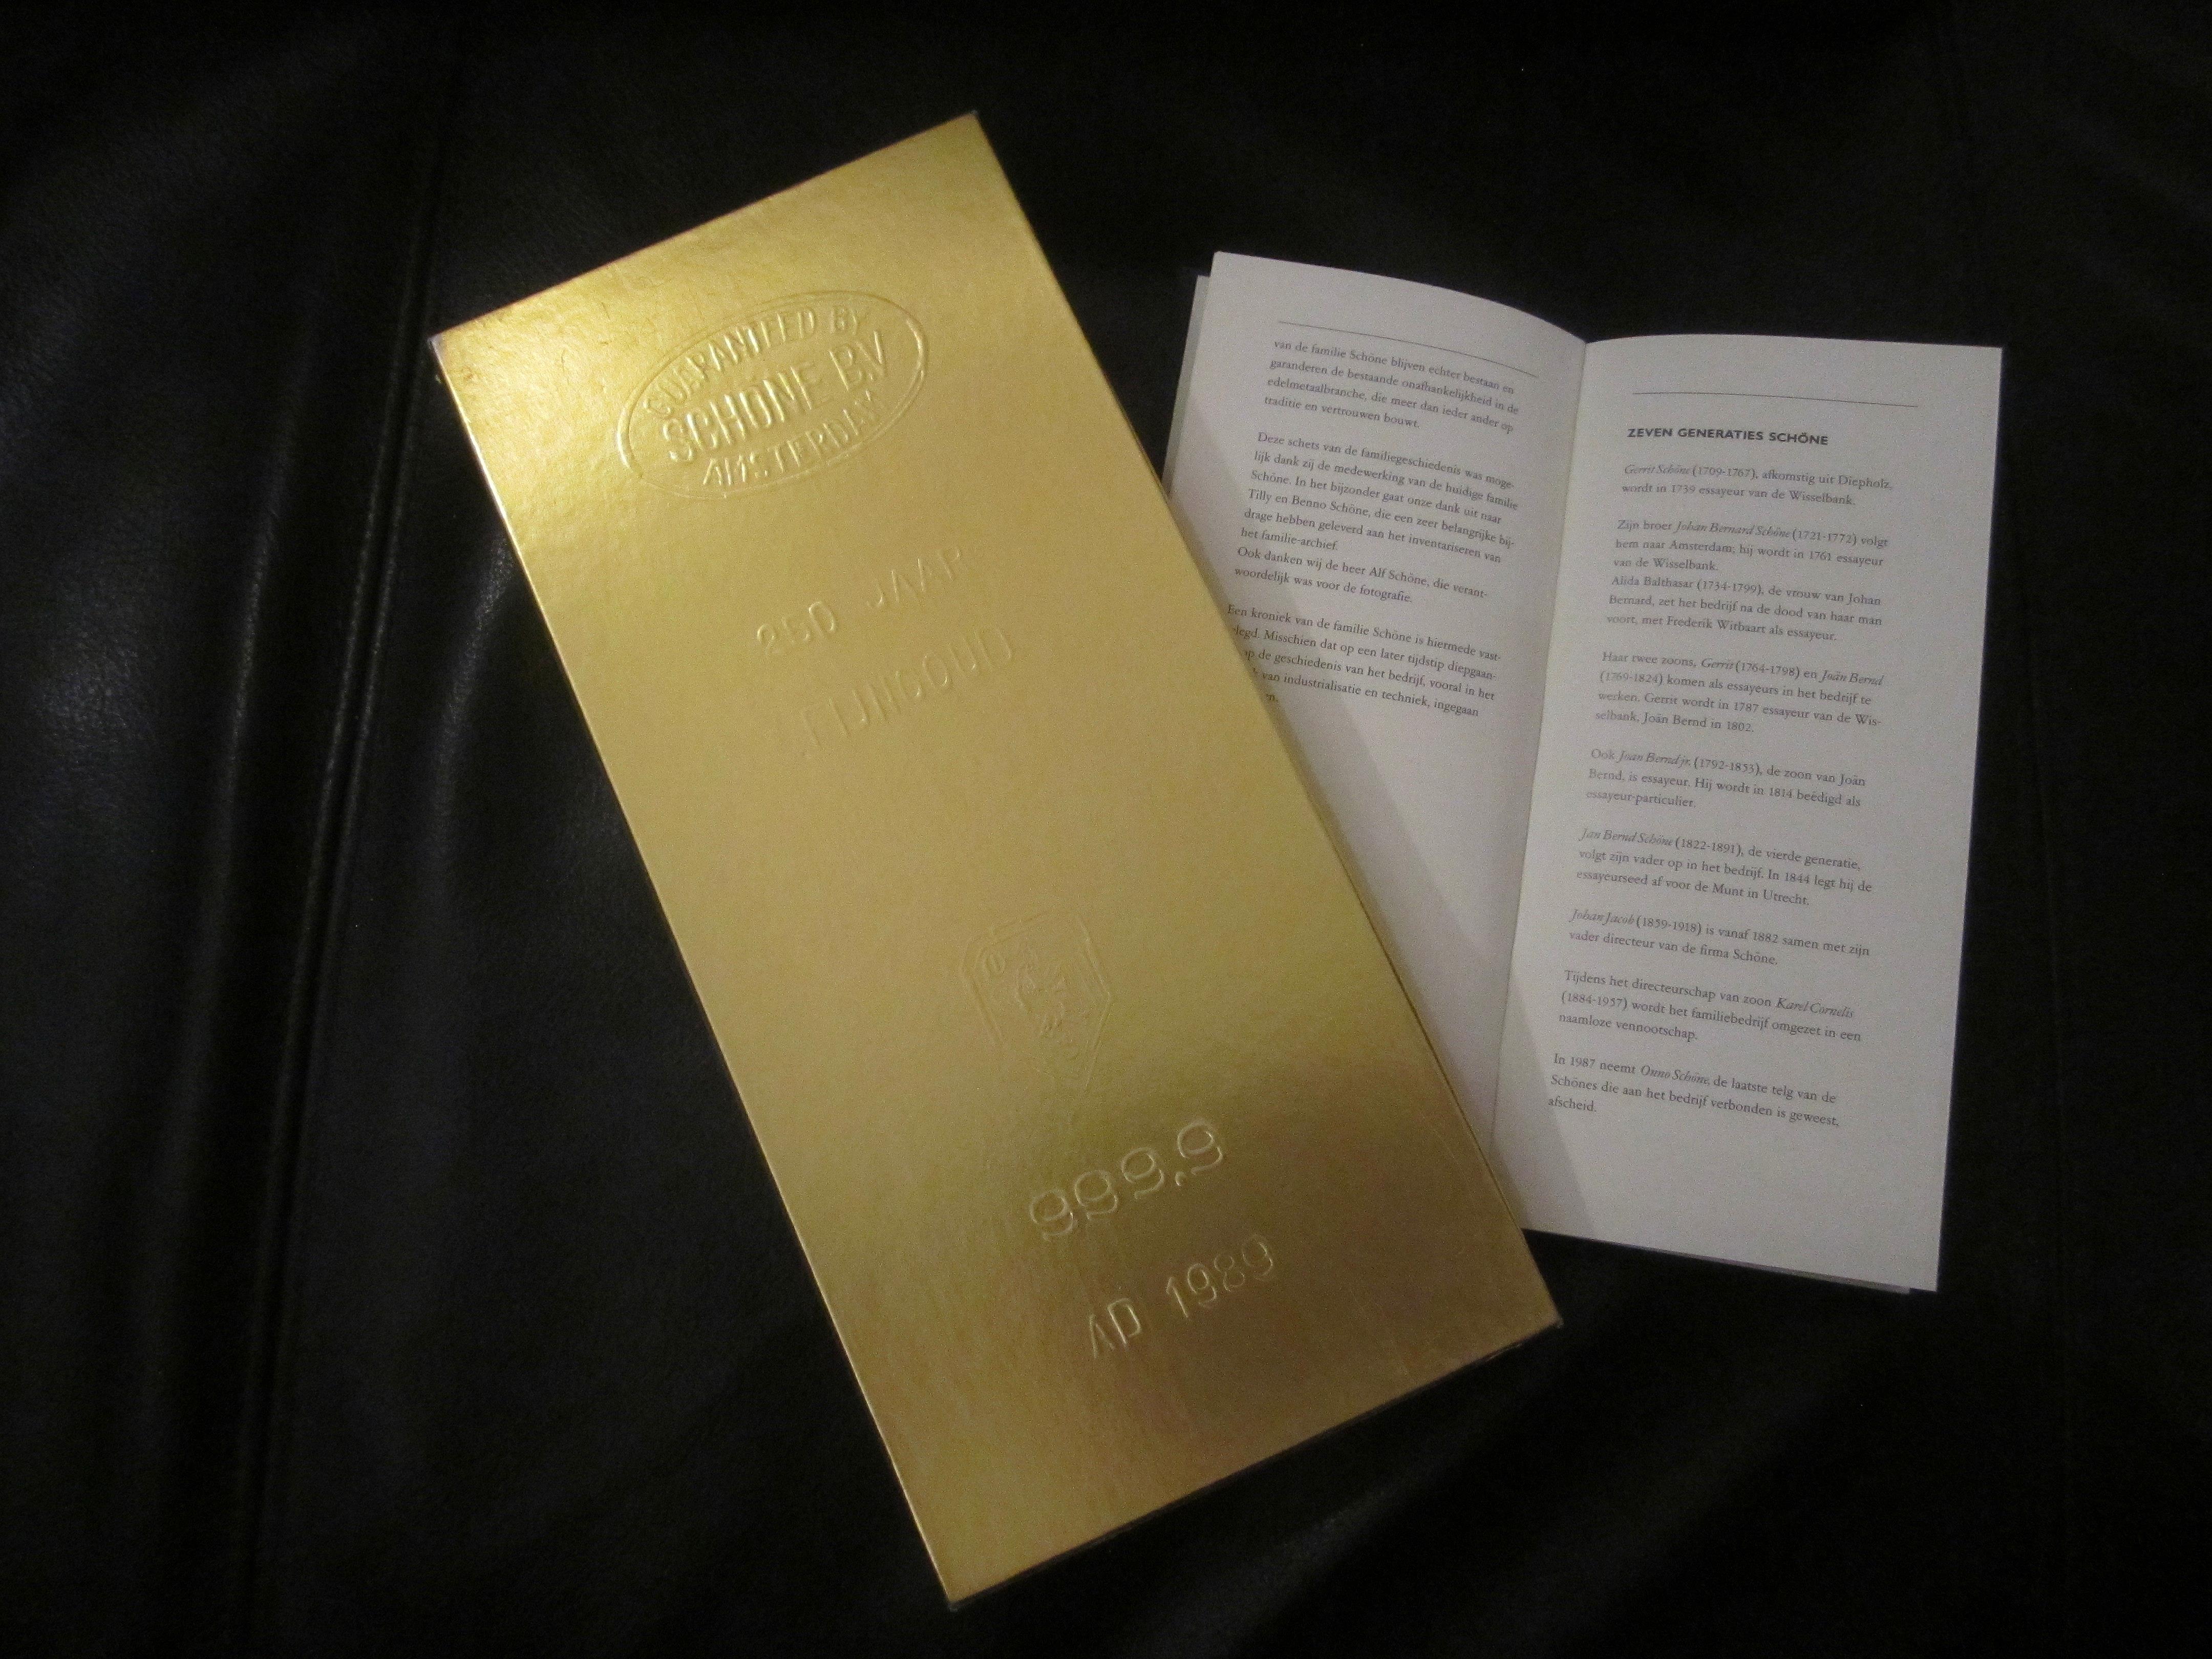 GUARANTEED BY
SCHÖNE B.V
AMSTERDAM
250 JAAR
FIJNGOUD
999,9
AD 1989
van de familie Schöne blijven echter bestaan en
garanderen de bestaande onafhankelijkheid in de
edelmetaalbranche, die meer dan ieder ander op
traditie en vertrouwen bouwt.
Deze schets van de familiegeschiedenis was moge-
lijk dank zij de medewerking van de huidige familie
Schöne. In het bijzonder gaat onze dank uit naar
Tilly en Benno Schöne, die een zeer belangrijke bij-
drage hebben geleverd aan het inventariseren van
het familie-archief.
Ook danken wij de heer Alf Schöne, die verant-
woordelijk was voor de fotografie.
Een kroniek van de familie Schöne is hiermede vast-
legd. Misschien dat op een later tijdstip diepgaan-
op de geschiedenis van het bedrijf, vooral in het
van industrialisatie en techniek, ingegaan
ZEVEN GENERATIES SCHÖNE
Gerrit Schöne (1709-1767), afkomstig uit Diepholz,
wordt in 1739 essayeur van de Wisselbank.
Zijn broer Johan Bernard Schöne (1721-1772) volgt
hem naar Amsterdam; hij wordt in 1761 essayeur
van de Wisselbank.
Alida Balthasar (1734-1799), de vrouw van Johan
Bernard, zet het bedrijf na de dood van haar man
voort, met Frederik Witbaart als essayeur.
Haar twee zoons, Gerrit (1764-1798) en Joän Bernd
(1769-1824) komen als essayeurs in het bedrijf te
werken. Gerrit wordt in 1787 essayeur van de Wis-
selbank, Joän Bernd in 1802.
Ook Joan Bernd jr. (1792-1853), de zoon van Joän
Bernd, is essayeur. Hij wordt in 1814 beëdigd als
essayeur-particulier.
Jan Bernd Schöne (1822-1891), de vierde generatie,
volgt zijn vader op in het bedrijf. In 1844 legt hij de
essayeurseed af voor de Munt in Utrecht.
Johan Jacob (1859-1918) is vanaf 1882 samen met zijn
vader directeur van de firma Schöne.
Tijdens het directeurschap van zoon Karel Cornelis
(1884-1957) wordt het familiebedrijf omgezet in een
naamloze vennootschap.
In 1987 neemt Onno Schöne, de laatste telg van de
Schönes die aan het bedrijf verbonden is geweest,
afscheid.